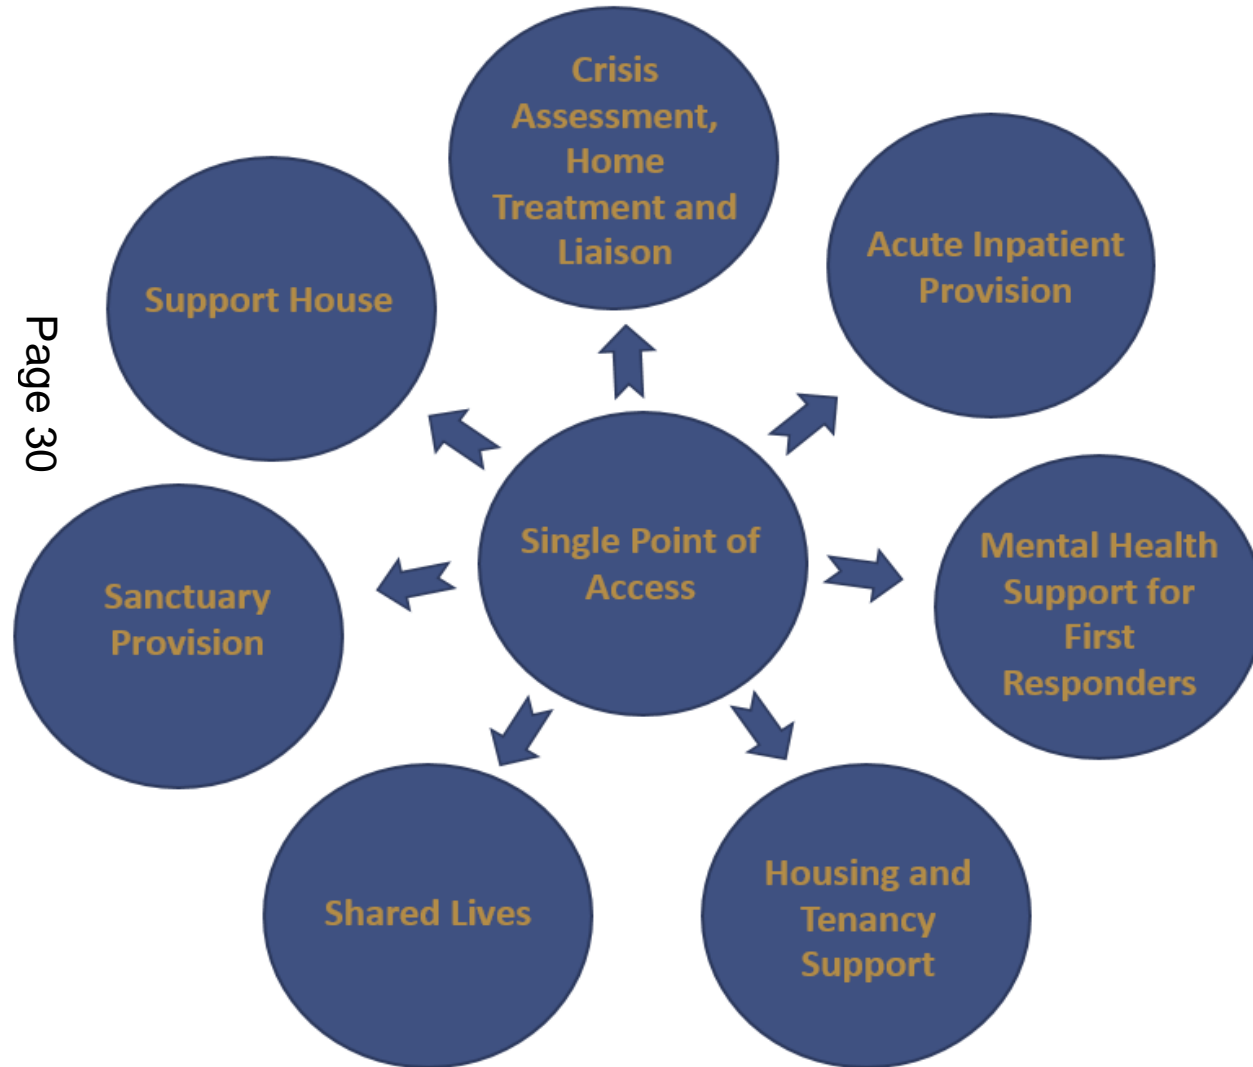 Crisis
Assessment,
Home
Treatment and
Liaison
Acute Inpatient
Provision
Support House
Page 30
Single Point of
Access
Mental Health
Support for
First
Responders
Sanctuary
Provision
Shared Lives
Housing and
Tenancy
Support